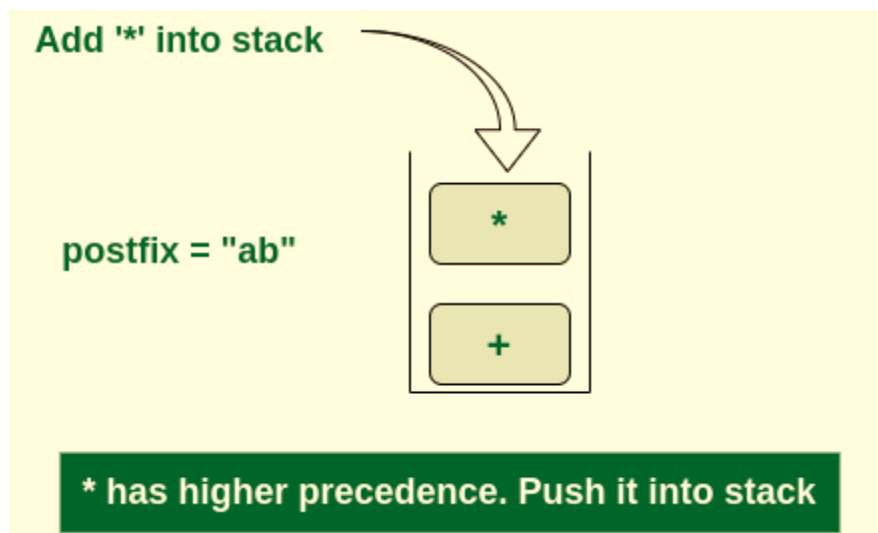 Add '*' into stack
*
postfix = "ab"
+
* has higher precedence. Push it into stack